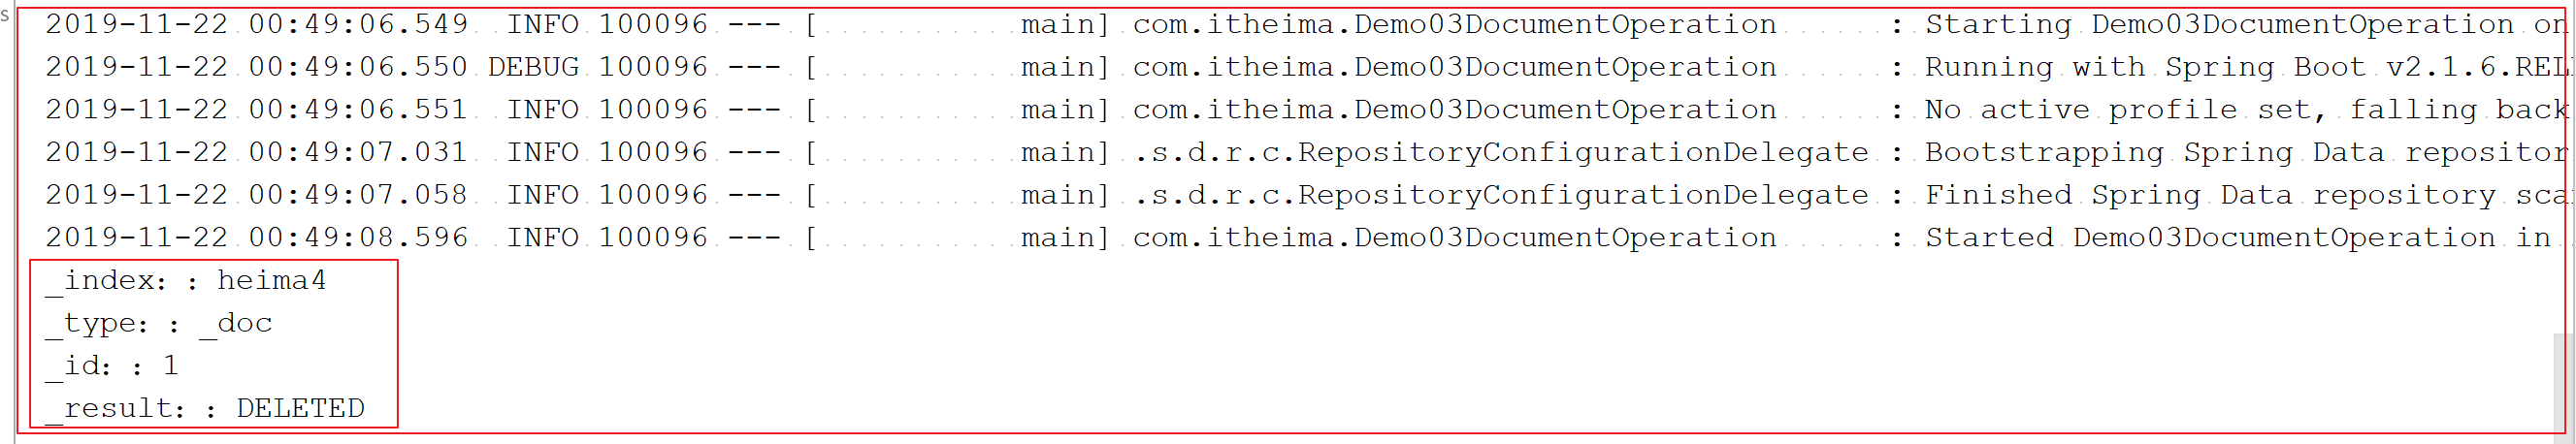 s
2019-11-22 00:49:06.549  INFO 100096 --- [           main] com.itheima.Demo03DocumentOperation      : Starting Demo03DocumentOperation on
2019-11-22 00:49:06.550 DEBUG 100096 --- [           main] com.itheima.Demo03DocumentOperation      : Running with Spring Boot v2.1.6.REL
2019-11-22 00:49:06.551  INFO 100096 --- [           main] com.itheima.Demo03DocumentOperation      : No active profile set, falling back
2019-11-22 00:49:07.031  INFO 100096 --- [           main] .s.d.r.c.RepositoryConfigurationDelegate : Bootstrapping Spring Data repositor
2019-11-22 00:49:07.058  INFO 100096 --- [           main] .s.d.r.c.RepositoryConfigurationDelegate : Finished Spring Data repository sca
2019-11-22 00:49:08.596  INFO 100096 --- [           main] com.itheima.Demo03DocumentOperation      : Started Demo03DocumentOperation in
_index：: heima4
_type：: _doc
_id：: 1
_result：: DELETED